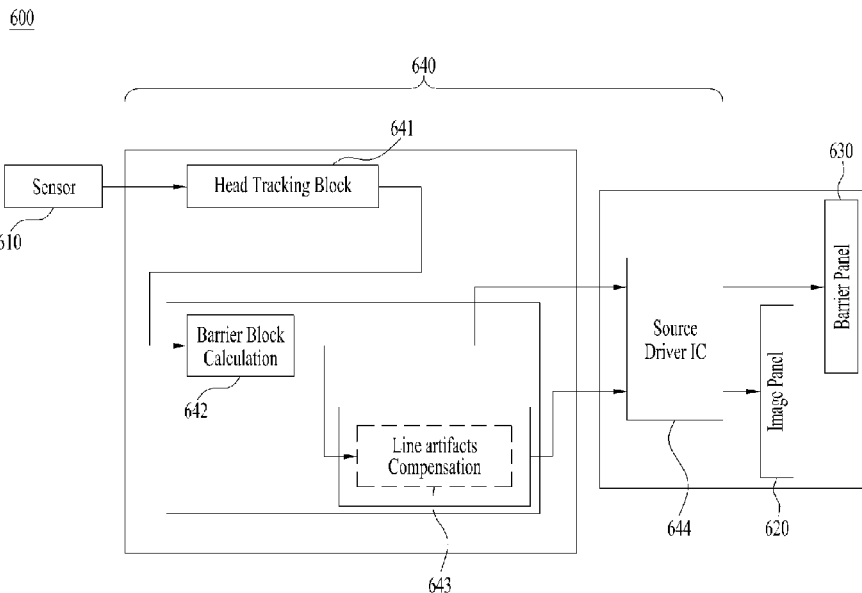 600
640
641
Sensor
Head Tracking Block
610
630
Barrier Panel
Barrier Block
Calculation
642
Source
Driver IC
Image Panel
Line artifacts
Compensation
644
620
643